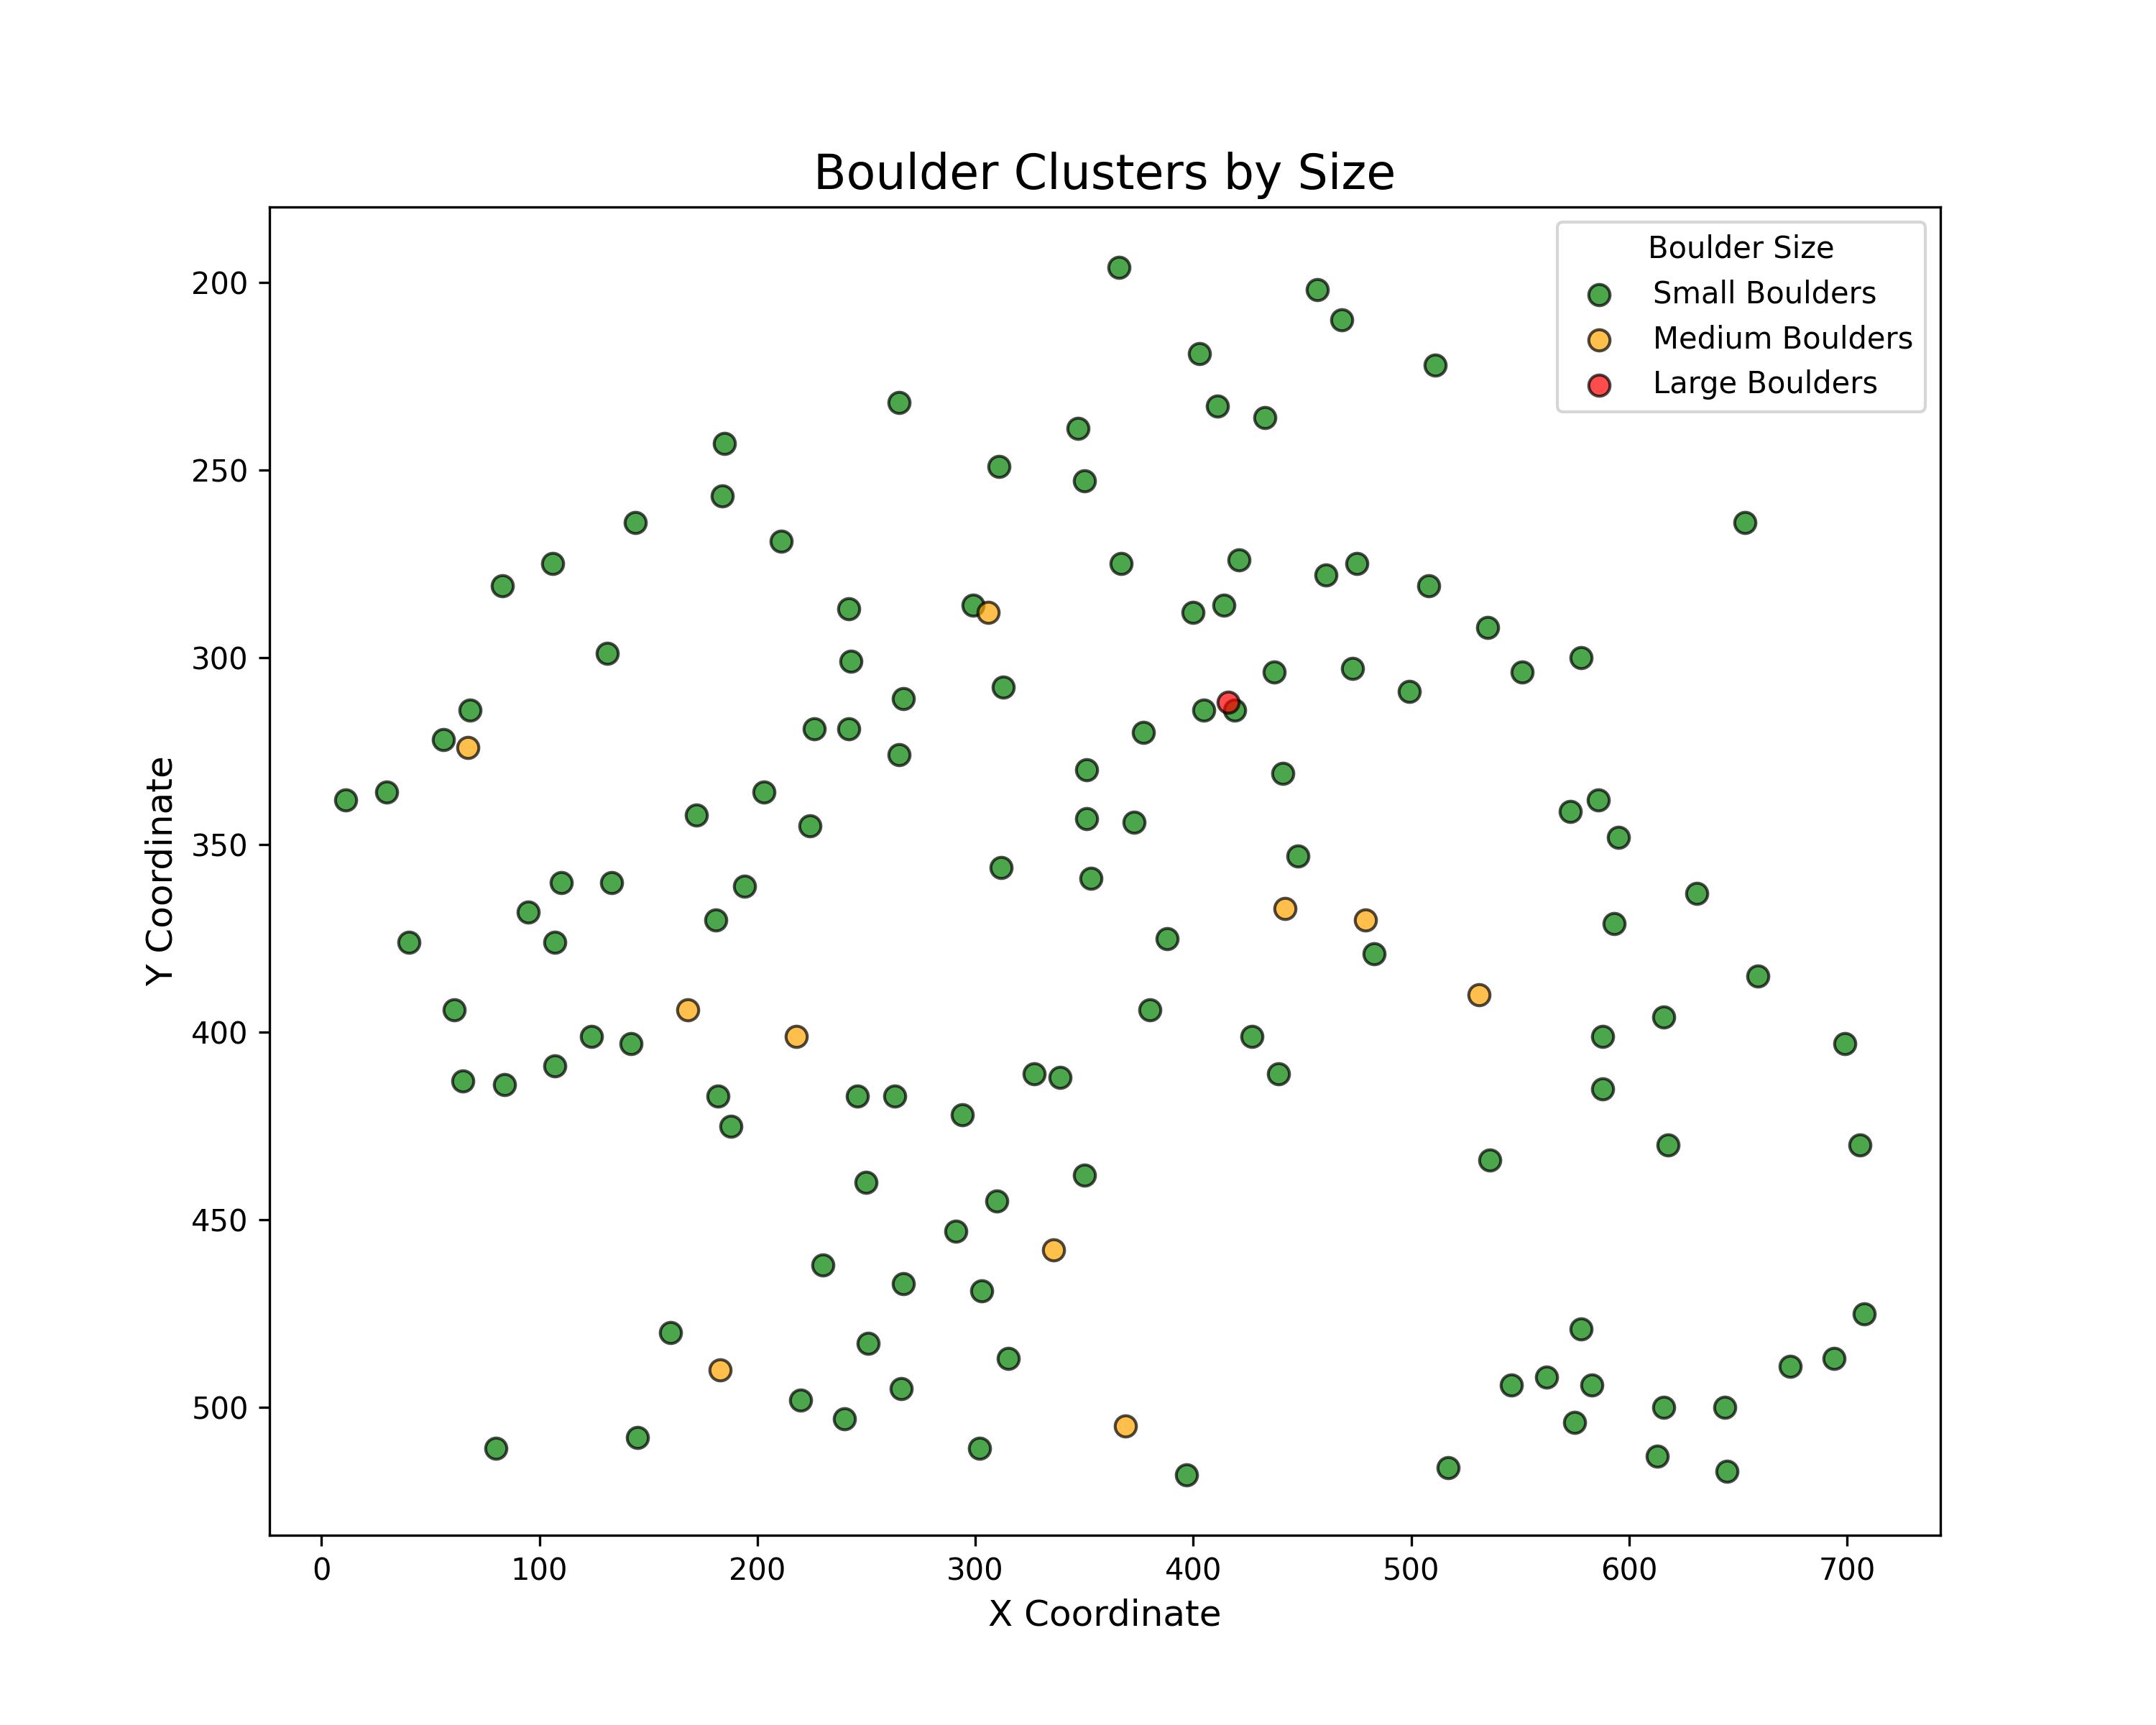 Boulder Clusters by Size
Boulder Size
Small Boulders
Medium Boulders
Large Boulders
200
250
300
350
400
450
500
Y Coordinate
0 100 200 300 400 500 600 700
X Coordinate